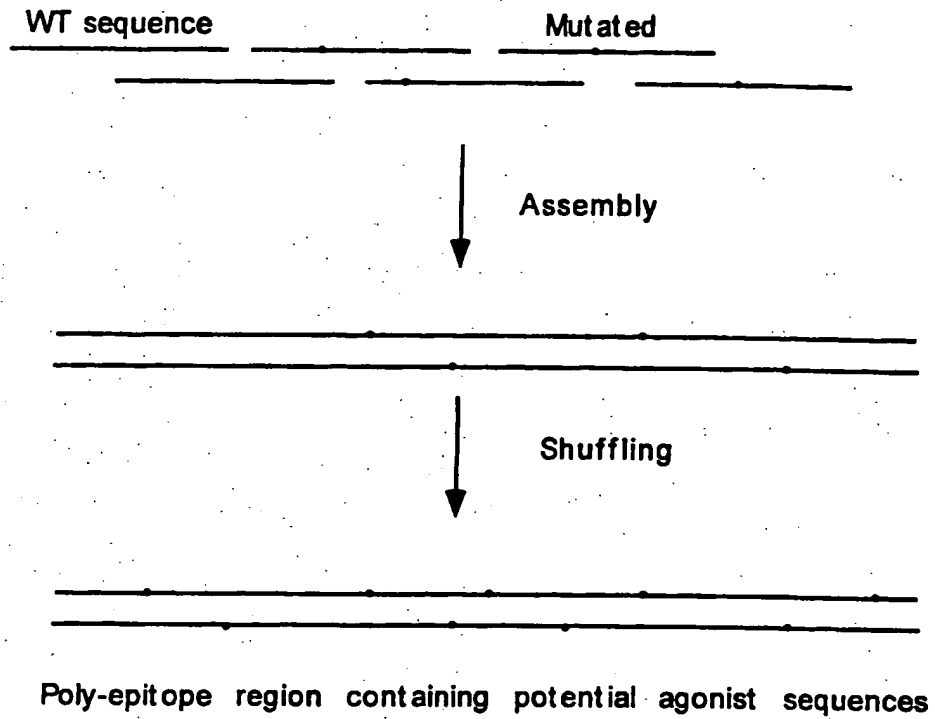 WT sequence
Mutated
Assembly
Shuffling
Poly-epitope region containing potential agonist sequences